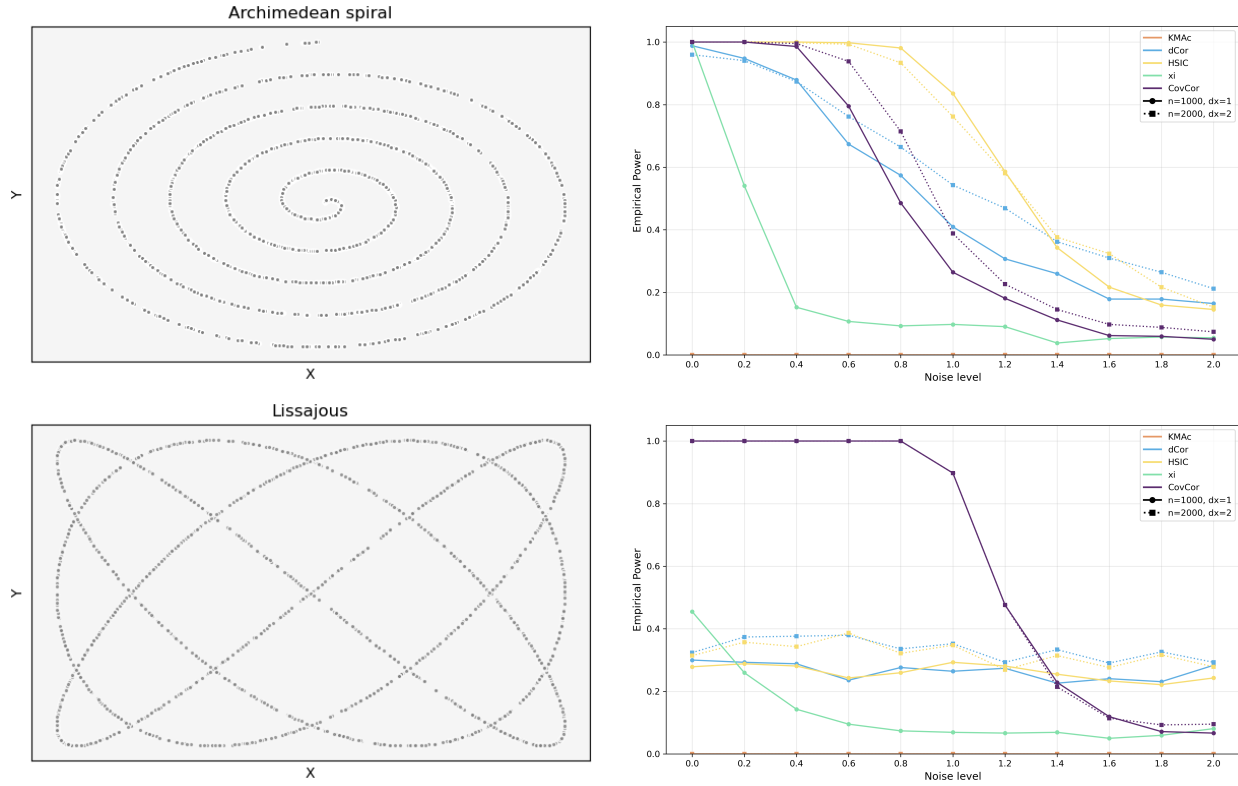 Archimedean spiral
Y
X
Empirical Power
1.0
0.8
0.6
0.4
0.2
0.0
0.0 0.2 0.4 0.6 0.8 1.0 1.2 1.4 1.6 1.8 2.0
Noise level
KMAc
dCor
HSIC
xi
CovCor
n=1000, dx=1
n=2000, dx=2
Lissajous
Y
X
Empirical Power
1.0
0.8
0.6
0.4
0.2
0.0
0.0 0.2 0.4 0.6 0.8 1.0 1.2 1.4 1.6 1.8 2.0
Noise level
KMAc
dCor
HSIC
xi
CovCor
n=1000, dx=1
n=2000, dx=2